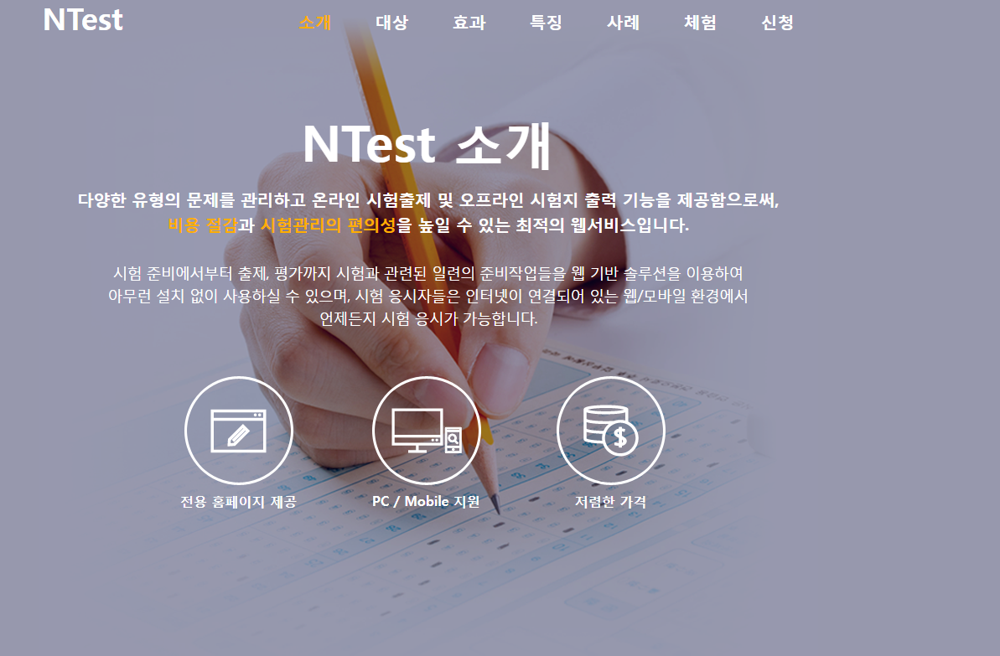 NTest
소개 대상 효과 특징 사례 체험 신청
NTest 소개
다양한 유형의 문제를 관리하고 온라인 시험출제 및 오프라인 시험지 출력 기능을 제공함으로써,
비용 절감과 시험관리의 편의성을 높일 수 있는 최적의 웹서비스입니다.
시험 준비에서부터 출제, 평가까지 시험과 관련된 일련의 준비작업들을 웹 기반 솔루션을 이용하여
아무런 설치 없이 사용하실 수 있으며, 시험 응시자들은 인터넷이 연결되어 있는 웹/모바일 환경에서
언제든지 시험 응시가 가능합니다.
전용 홈페이지 제공
PC / Mobile 지원
저렴한 가격